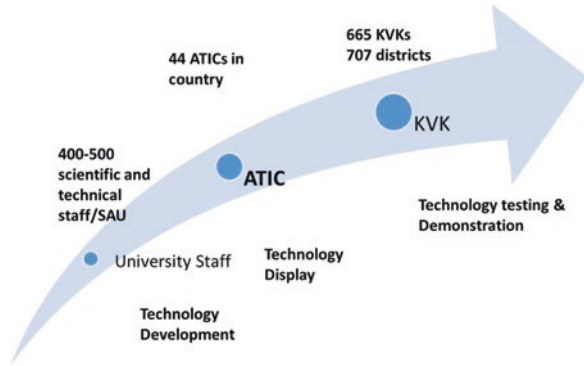 665 KVKs
707 districts
44 ATICs in
country
KVK
400-500
scientific and
technical
staff/SAU
ATIC
Technology testing &
Demonstration
University Staff
Technology
Display
Technology
Development